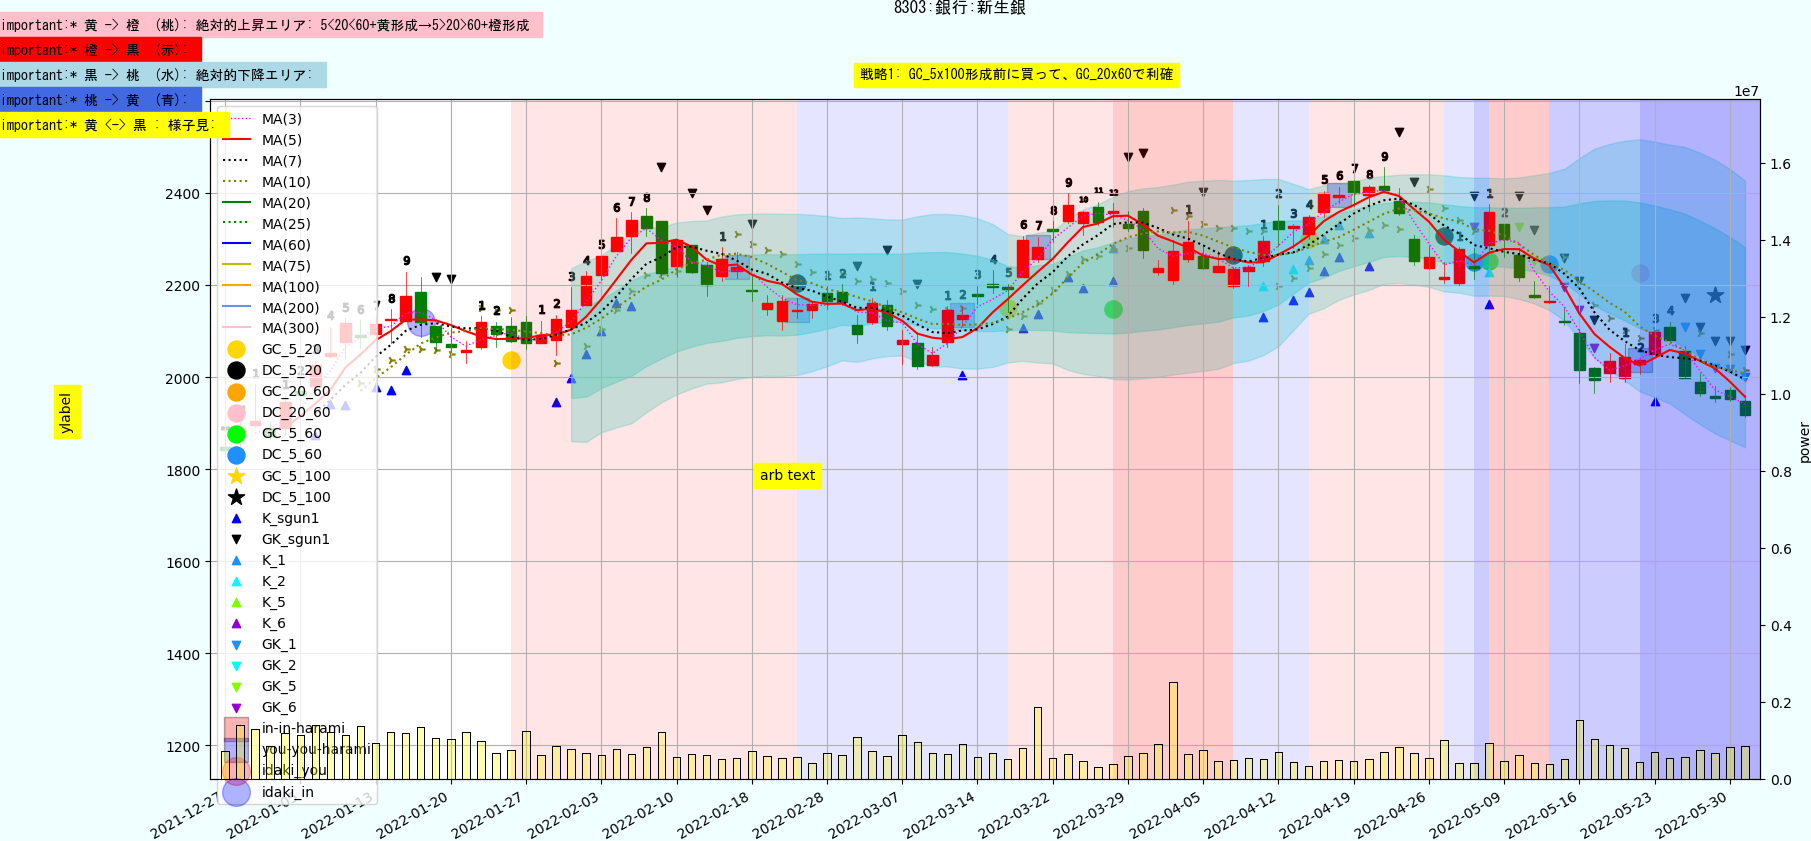 8303:銀行:新生銀
important:* 黄 -> 橙 (桃): 絶対的上昇エリア: 5<20<60+黄形成→5>20>60+橙形成
important:* 橙 -> 黒 (赤):
important:* 黒 -> 桃 (水): 絶対的下降エリア:
戦略1: GC_5x100形成前に買って、GC_20x60で利確
important:* 桃 -> 黄 (青):
important:* 黄 <-> 黒 : 様子見:
1e7
MA(3)
MA(5)
MA(7)
MA(10)
MA(20)
MA(25)
MA(60)
MA(75)
MA(100)
MA(200)
MA(300)
GC_5_20
DC_5_20
GC_20_60
DC_20_60
GC_5_60
DC_5_60
GC_5_100
DC_5_100
K_sgun1
GK_sgun1
K_1
K_2
K_5
K_6
GK_1
GK_2
GK_5
GK_6
in-in-harami
you-you-harami
idaki_you
idaki_in
2400
2200
2000
1800
1600
1400
1200
ylabel
arb text
1.6
1.4
1.2
1.0
0.8
0.6
0.4
0.2
0.0
power
2021-12-27
2022-01-13
2022-01-20
2022-01-27
2022-02-03
2022-02-10
2022-02-18
2022-02-28
2022-03-07
2022-03-14
2022-03-22
2022-03-29
2022-04-05
2022-04-12
2022-04-19
2022-04-26
2022-05-09
2022-05-16
2022-05-23
2022-05-30